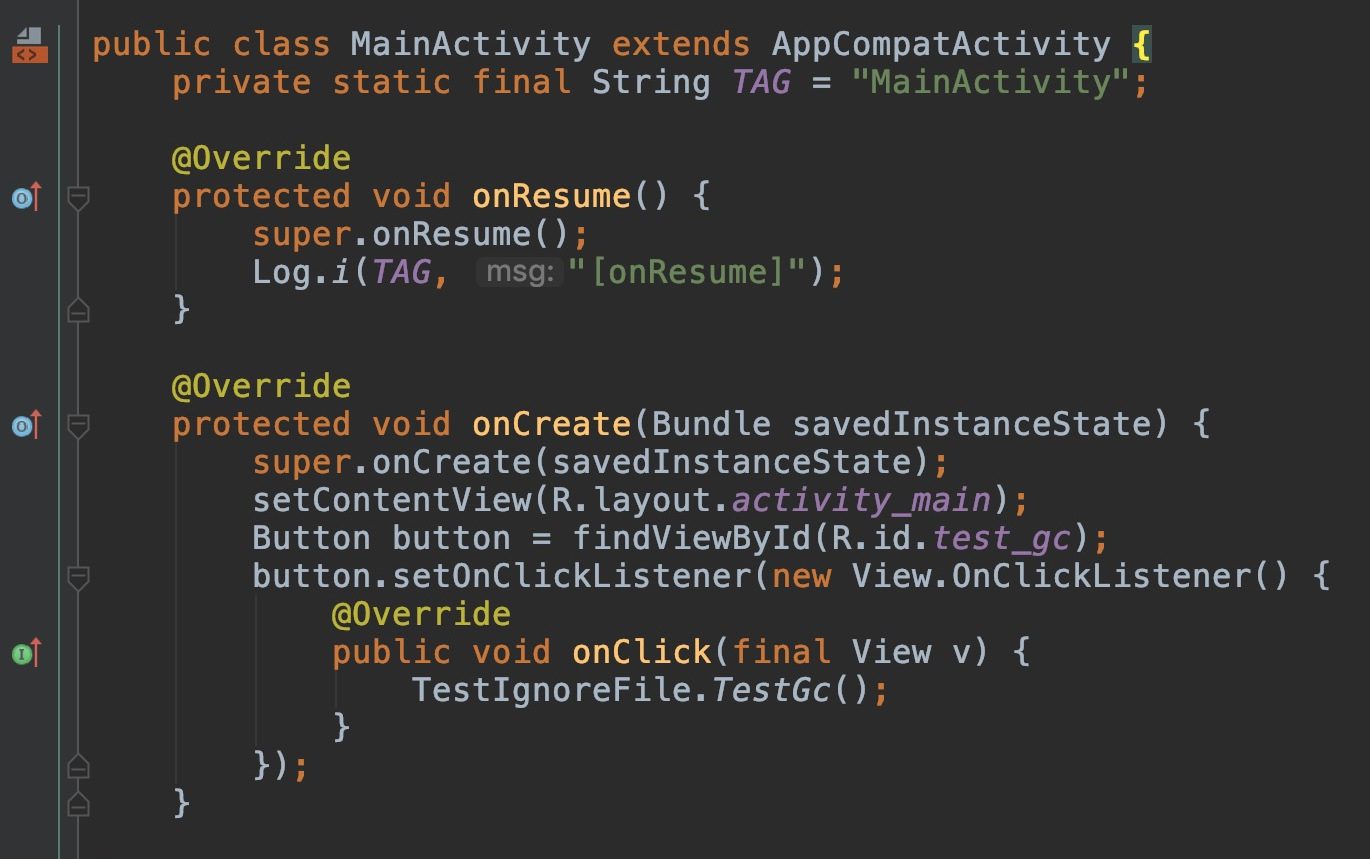 public class MainActivity extends AppCompatActivity {
    private static final String TAG = "MainActivity";

    @Override
    protected void onResume() {
        super.onResume();
        Log.i(TAG, msg: "[onResume]");
    }

    @Override
    protected void onCreate(Bundle savedInstanceState) {
        super.onCreate(savedInstanceState);
        setContentView(R.layout.activity_main);
        Button button = findViewById(R.id.test_gc);
        button.setOnClickListener(new View.OnClickListener() {
            @Override
            public void onClick(final View v) {
                TestIgnoreFile.TestGc();
            }
        });
    }